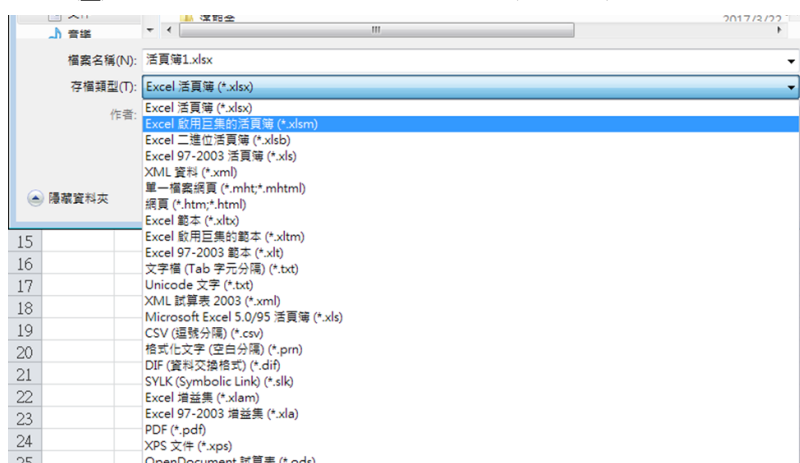 2017/3/22
音樂
檔案名稱(N): 活頁簿1.xlsx
存檔類型(T): Excel 活頁簿 (*.xlsx)
作者:
Excel 活頁簿 (*.xlsx)
Excel 啟用巨集的活頁簿 (*.xlsm)
Excel 二進位活頁簿 (*.xlsb)
Excel 97-2003 活頁簿 (*.xls)
XML 資料 (*.xml)
單一檔案網頁 (*.mht;*.mhtml)
網頁 (*.htm;*.html)
Excel 範本 (*.xltx)
Excel 啟用巨集的範本 (*.xltm)
Excel 97-2003 範本 (*.xlt)
文字檔 (Tab 字元分隔) (*.txt)
Unicode 文字 (*.txt)
XML 試算表 2003 (*.xml)
Microsoft Excel 5.0/95 活頁簿 (*.xls)
CSV (逗號分隔) (*.csv)
格式化文字 (空白分隔) (*.prn)
DIF (資料交換格式) (*.dif)
SYLK (Symbolic Link) (*.slk)
Excel 增益集 (*.xlam)
Excel 97-2003 增益集 (*.xla)
PDF (*.pdf)
XPS 文件 (*.xps)
OpenDocument 試算表 (*.ods)
隱藏資料夾
15
16
17
18
19
20
21
22
23
24
25